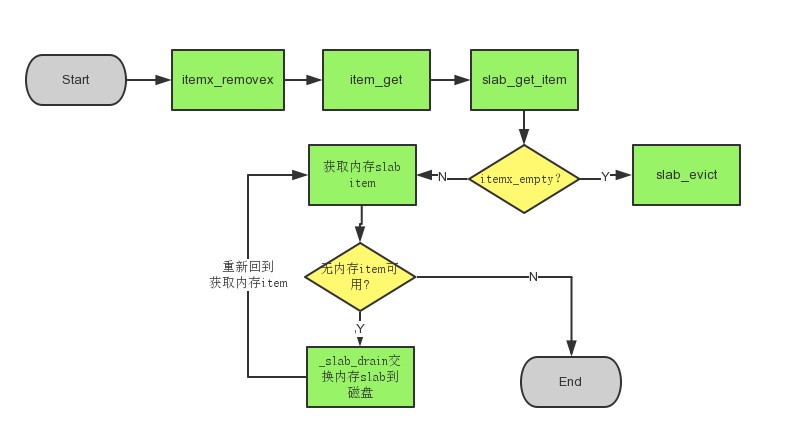 Start
itemx_removex
item_get
slab_get_item
获取内存slab
item
N
itemx_empty?
Y
slab_evict
重新回到
获取内存item
无内存item可
用?
N
Y
_slab_drain交
换内存slab到
磁盘
End